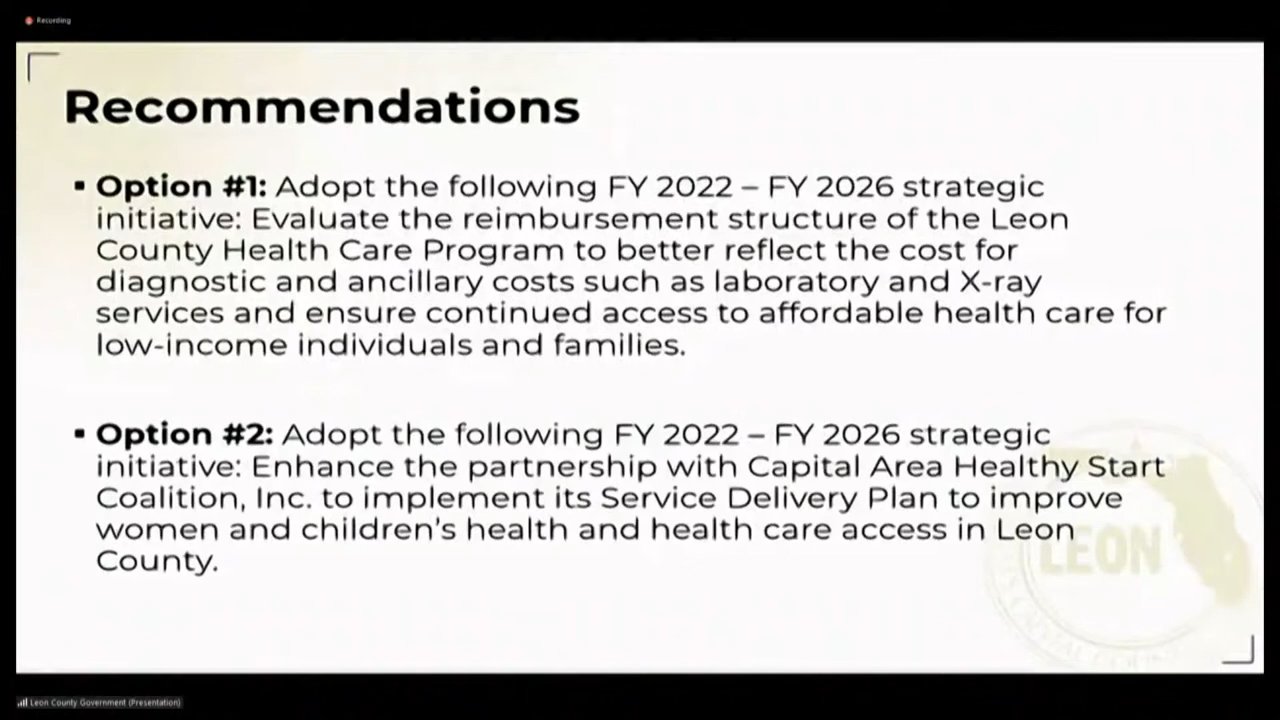 Recording
Recommendations
▪ Option #1: Adopt the following FY 2022 – FY 2026 strategic
initiative: Evaluate the reimbursement structure of the Leon
County Health Care Program to better reflect the cost for
diagnostic and ancillary costs such as laboratory and X-ray
services and ensure continued access to affordable health care for
low-income individuals and families.
▪ Option #2: Adopt the following FY 2022 – FY 2026 strategic
initiative: Enhance the partnership with Capital Area Healthy Start
Coalition, Inc. to implement its Service Delivery Plan to improve
women and children's health and health care access in Leon
County.
LEON
Leon County Government (Presentation)